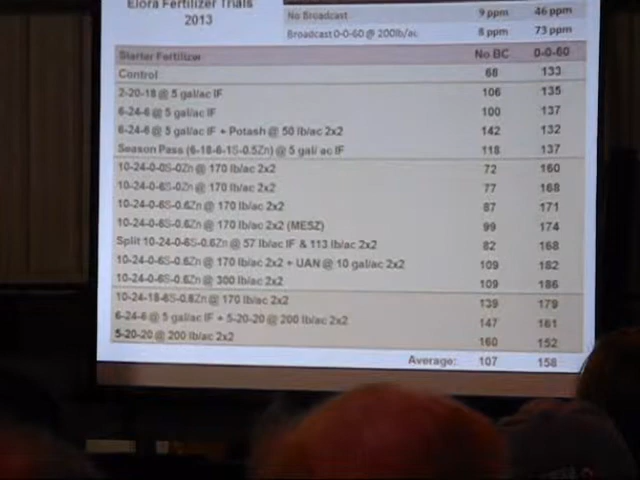 Elora Fertilizer Trials
2013
No Broadcast 9 ppm 46 ppm
Broadcast 0-0-60 @ 200lb/ac 8 ppm 73 ppm
Starter Fertilizer No BC 0-0-60
Control 68 133
2-20-18 @ 5 gal/ac IF 106 135
6-24-6 @ 5 gal/ac IF 100 137
6-24-6 @ 5 gal/ac IF + Potash @ 50 lb/ac 2x2 142 132
Season Pass (6-18-6-1S-0.5Zn) @ 5 gal/ ac IF 118 137
10-24-0-0S-0Zn @ 170 lb/ac 2x2 72 160
10-24-0-6S-0Zn @ 170 lb/ac 2x2 77 168
10-24-0-6S-0.6Zn @ 170 lb/ac 2x2 87 171
10-24-0-6S-0.6Zn @ 170 lb/ac 2x2 (MESZ) 99 174
Split 10-24-0-6S-0.6Zn @ 57 lb/ac IF & 113 lb/ac 2x2 82 168
10-24-0-6S-0.6Zn @ 170 lb/ac 2x2 + UAN @ 10 gal/ac 2x2 109 182
10-24-0-6S-0.6Zn @ 300 lb/ac 2x2 109 186
10-24-18-6S-0.6Zn @ 170 lb/ac 2x2 139 179
6-24-6 @ 5 gal/ac IF + 5-20-20 @ 200 lb/ac 2x2 147 161
5-20-20 @ 200 lb/ac 2x2 160 152
Average: 107 158